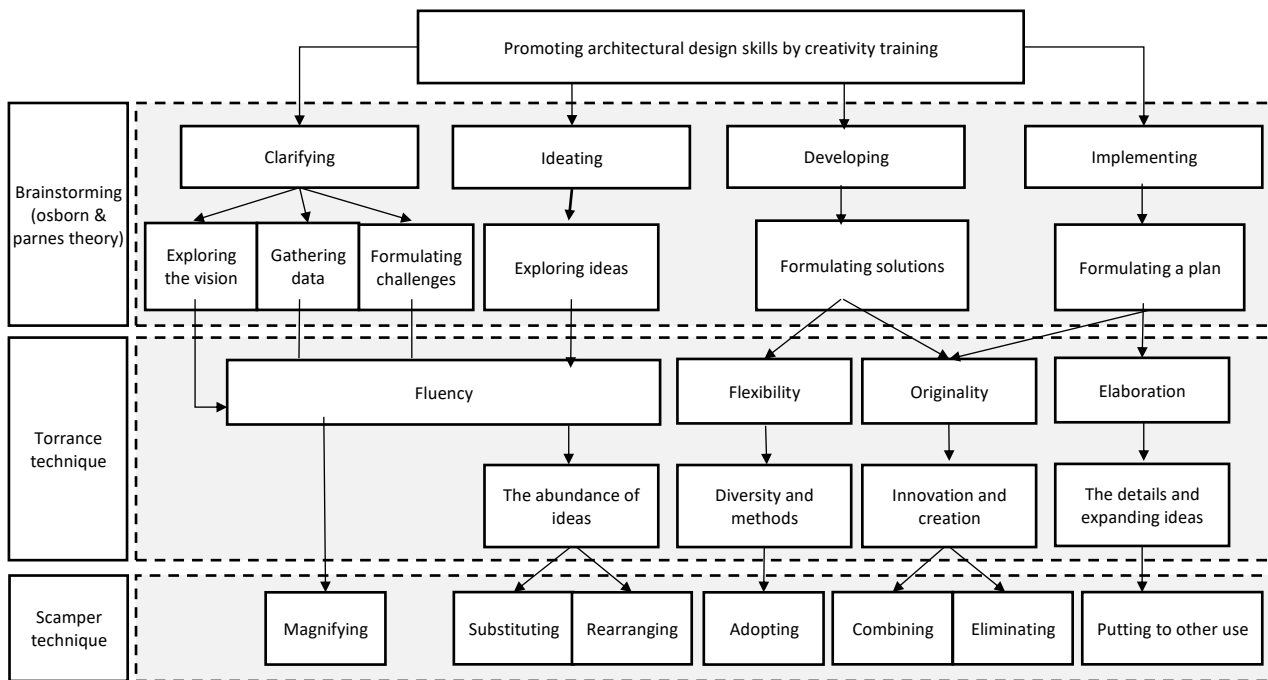 Promoting architectural design skills by creativity training
Brainstorming
(osborn &
parnes theory)
Clarifying
Ideating
Developing
Implementing
Exploring
the vision
Gathering
data
Formulating
challenges
Exploring ideas
Formulating solutions
Formulating a plan
Torrance
technique
Fluency
Flexibility
Originality
Elaboration
The abundance of
ideas
Diversity and
methods
Innovation and
creation
The details and
expanding ideas
Scamper
technique
Magnifying
Substituting
Rearranging
Adopting
Combining
Eliminating
Putting to other use